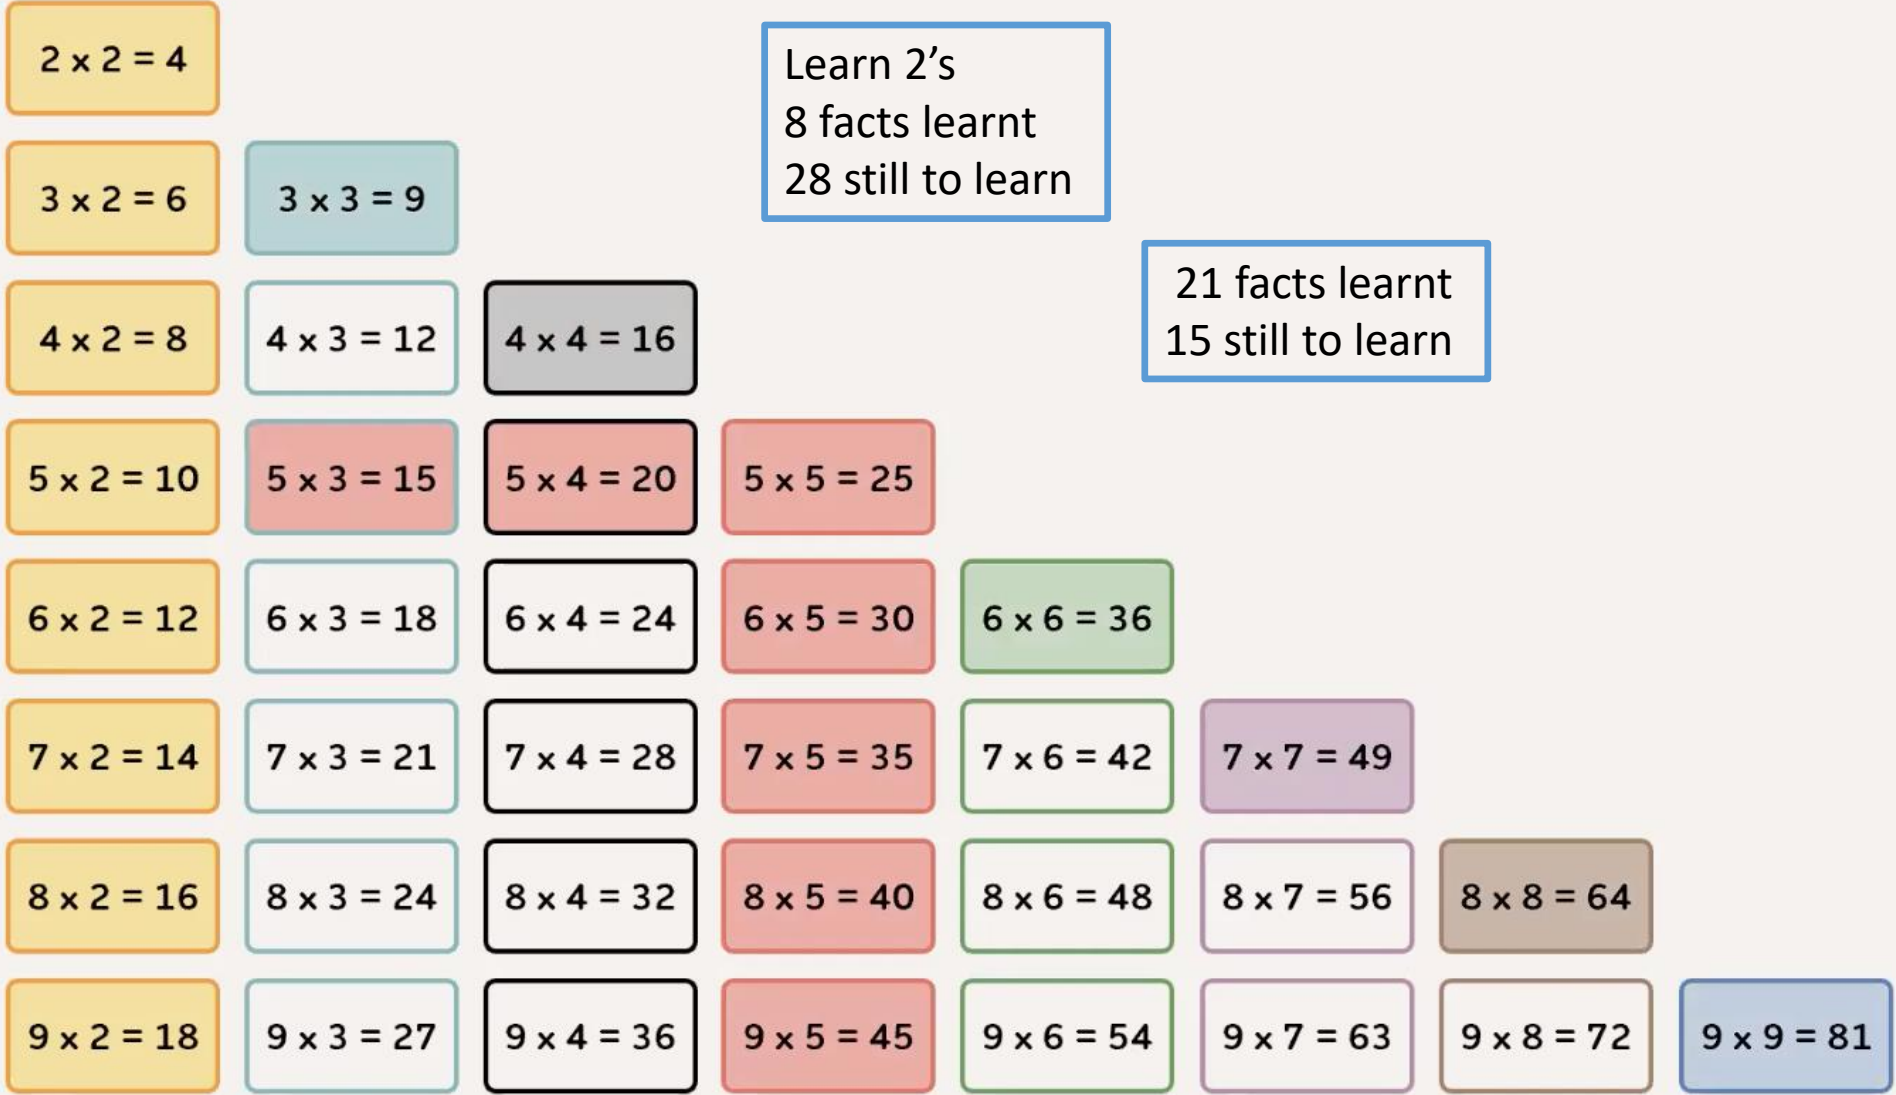 2 x 2 = 4
Learn 2’s
8 facts learnt
28 still to learn
3 x 2 = 6
3 x 3 = 9
21 facts learnt
15 still to learn
4 x 2 = 8
4 x 3 = 12
4 x 4 = 16
5 x 2 = 10
5 x 3 = 15
5 x 4 = 20
5 x 5 = 25
6 x 2 = 12
6 x 3 = 18
6 x 4 = 24
6 x 5 = 30
6 x 6 = 36
7 x 2 = 14
7 x 3 = 21
7 x 4 = 28
7 x 5 = 35
7 x 6 = 42
7 x 7 = 49
8 x 2 = 16
8 x 3 = 24
8 x 4 = 32
8 x 5 = 40
8 x 6 = 48
8 x 7 = 56
8 x 8 = 64
9 x 2 = 18
9 x 3 = 27
9 x 4 = 36
9 x 5 = 45
9 x 6 = 54
9 x 7 = 63
9 x 8 = 72
9 x 9 = 81